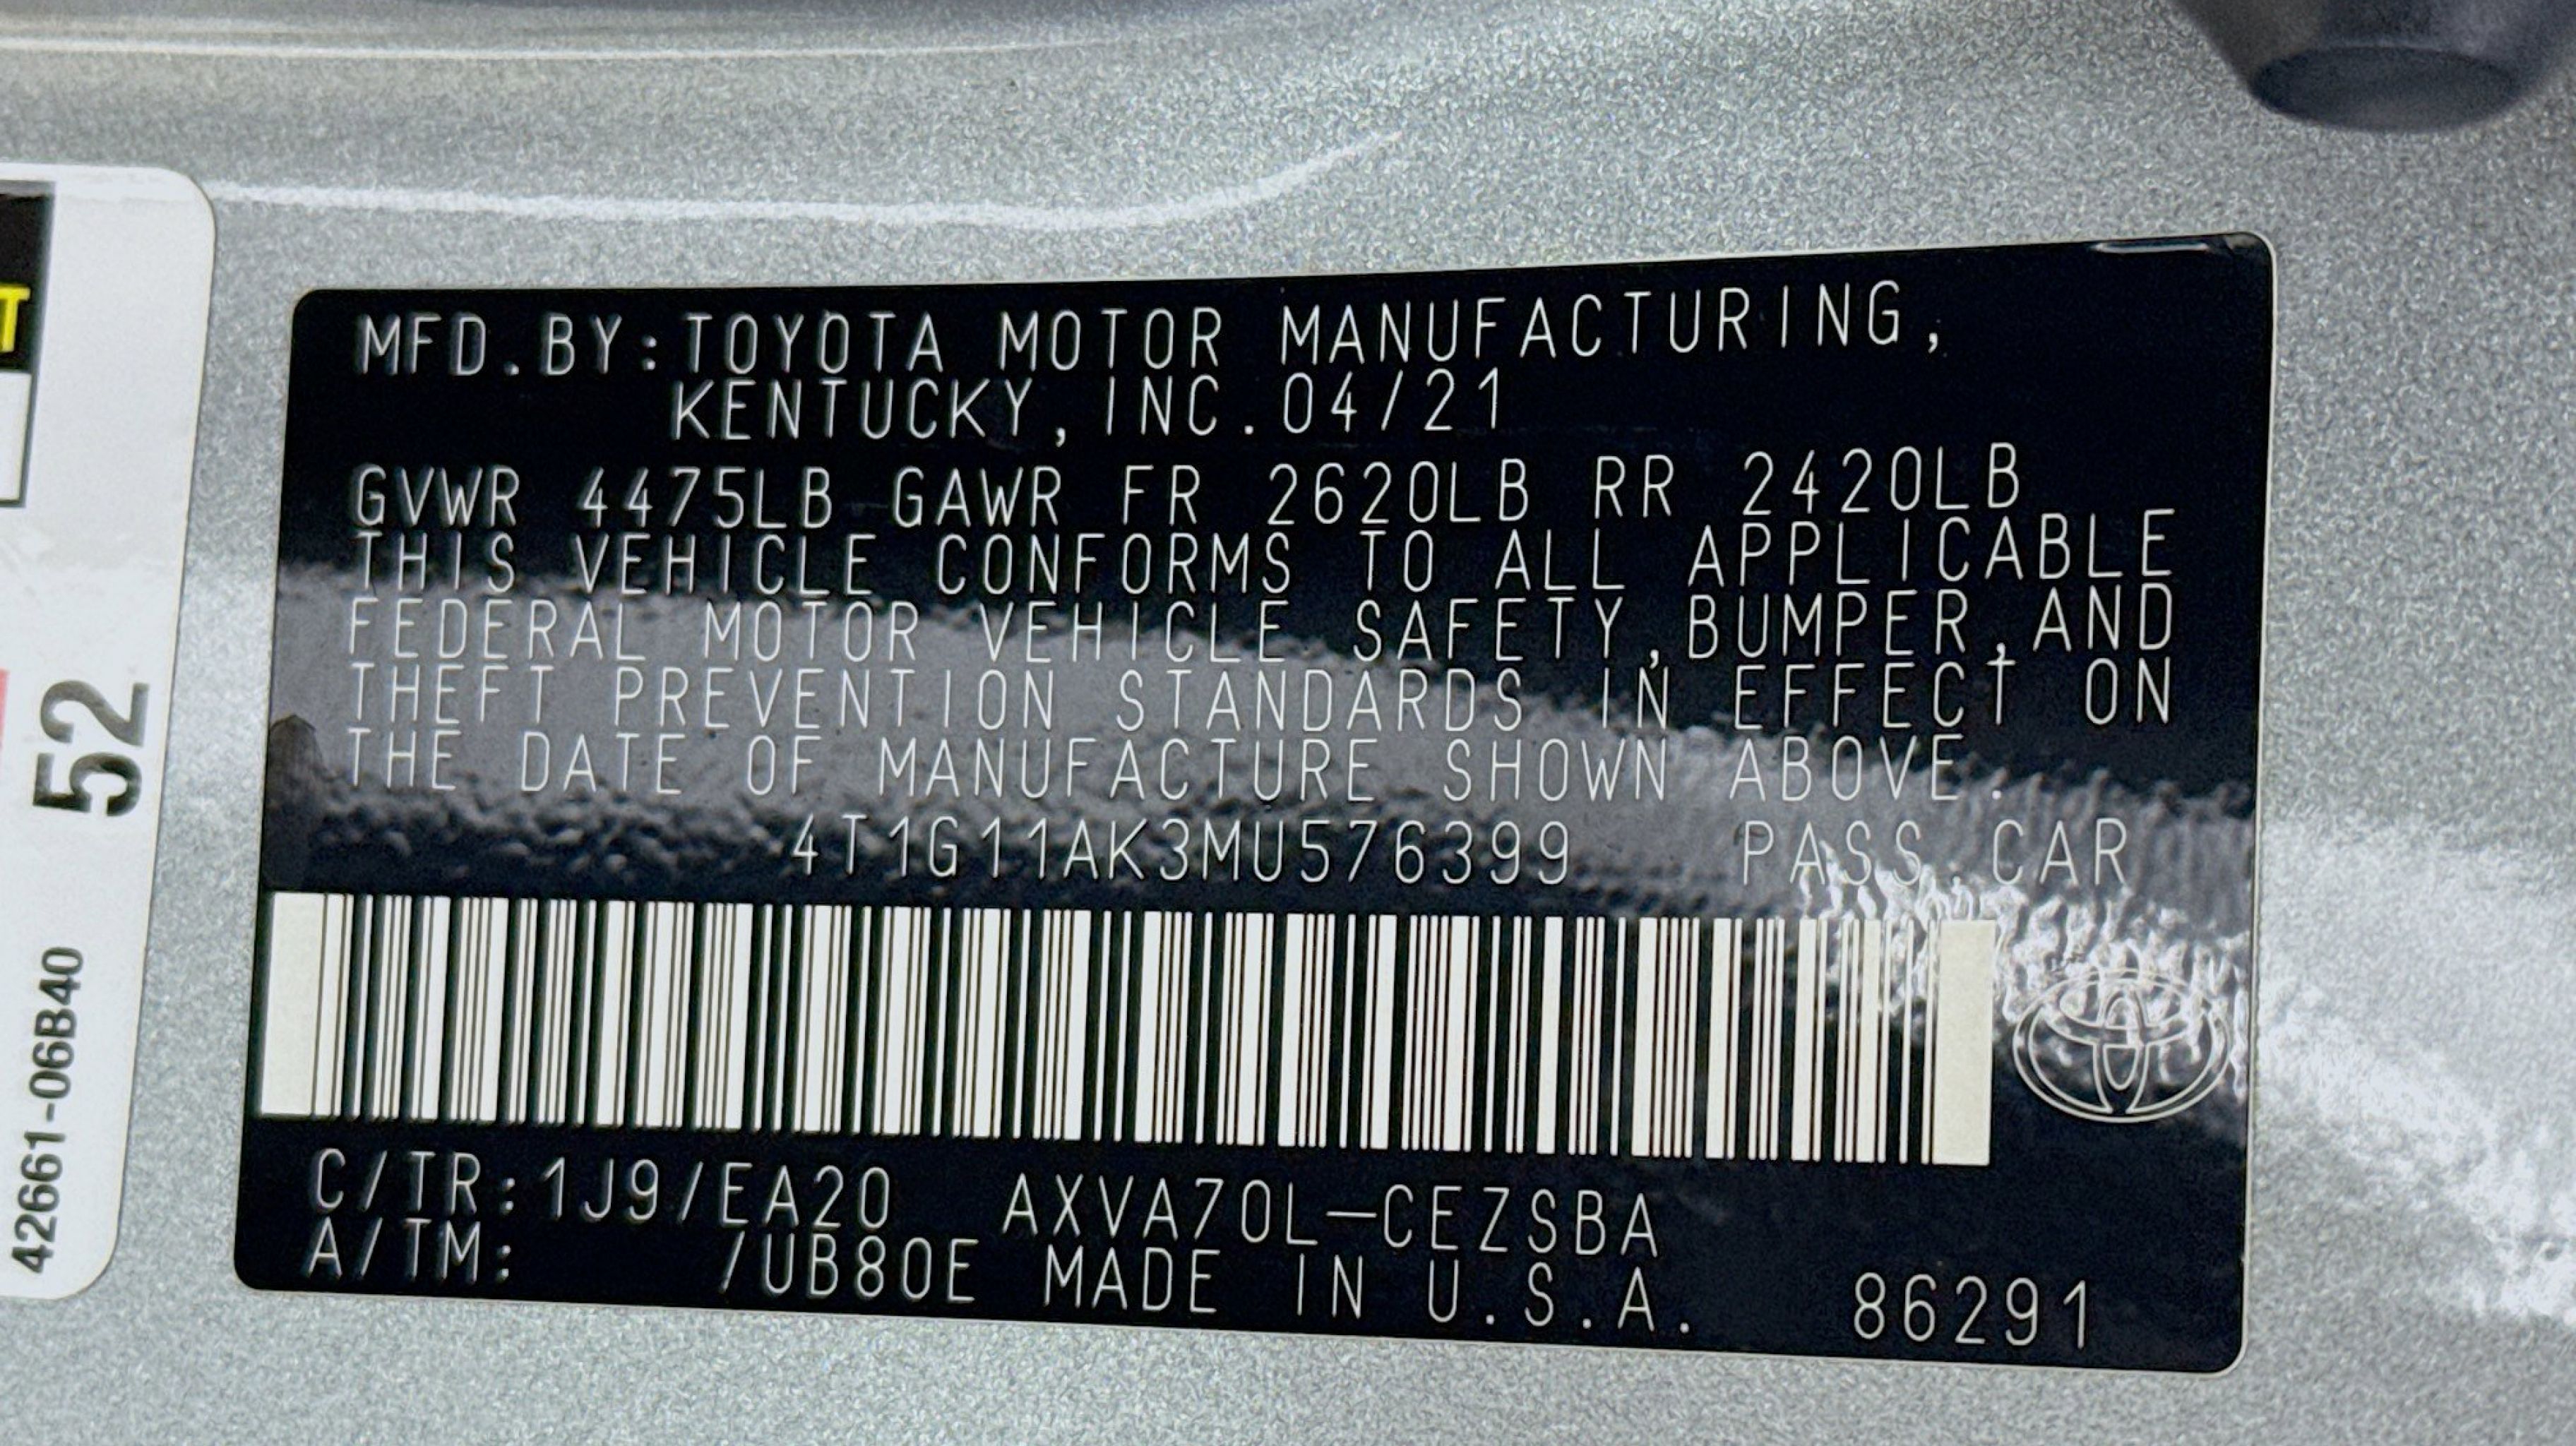 MFD.BY:TOYOTA MOTOR MANUFACTURING,
KENTUCKY,INC.04/21
GVWR 4475LB GAWR FR 2620LB RR 2420LB
THIS VEHICLE CONFORMS TO ALL APPLICABLE
FEDERAL MOTOR VEHICLE SAFETY,BUMPER,AND
THEFT PREVENTION STANDARDS IN EFFECT ON
THE DATE OF MANUFACTURE SHOWN ABOVE.
4T1G11AK3MU576399 PASS.CAR
C/TR:1J9/EA20 AXVA70L-CEZSBA
A/TM: /UB80E MADE IN U.S.A. 86291
T
52
42661-06B40